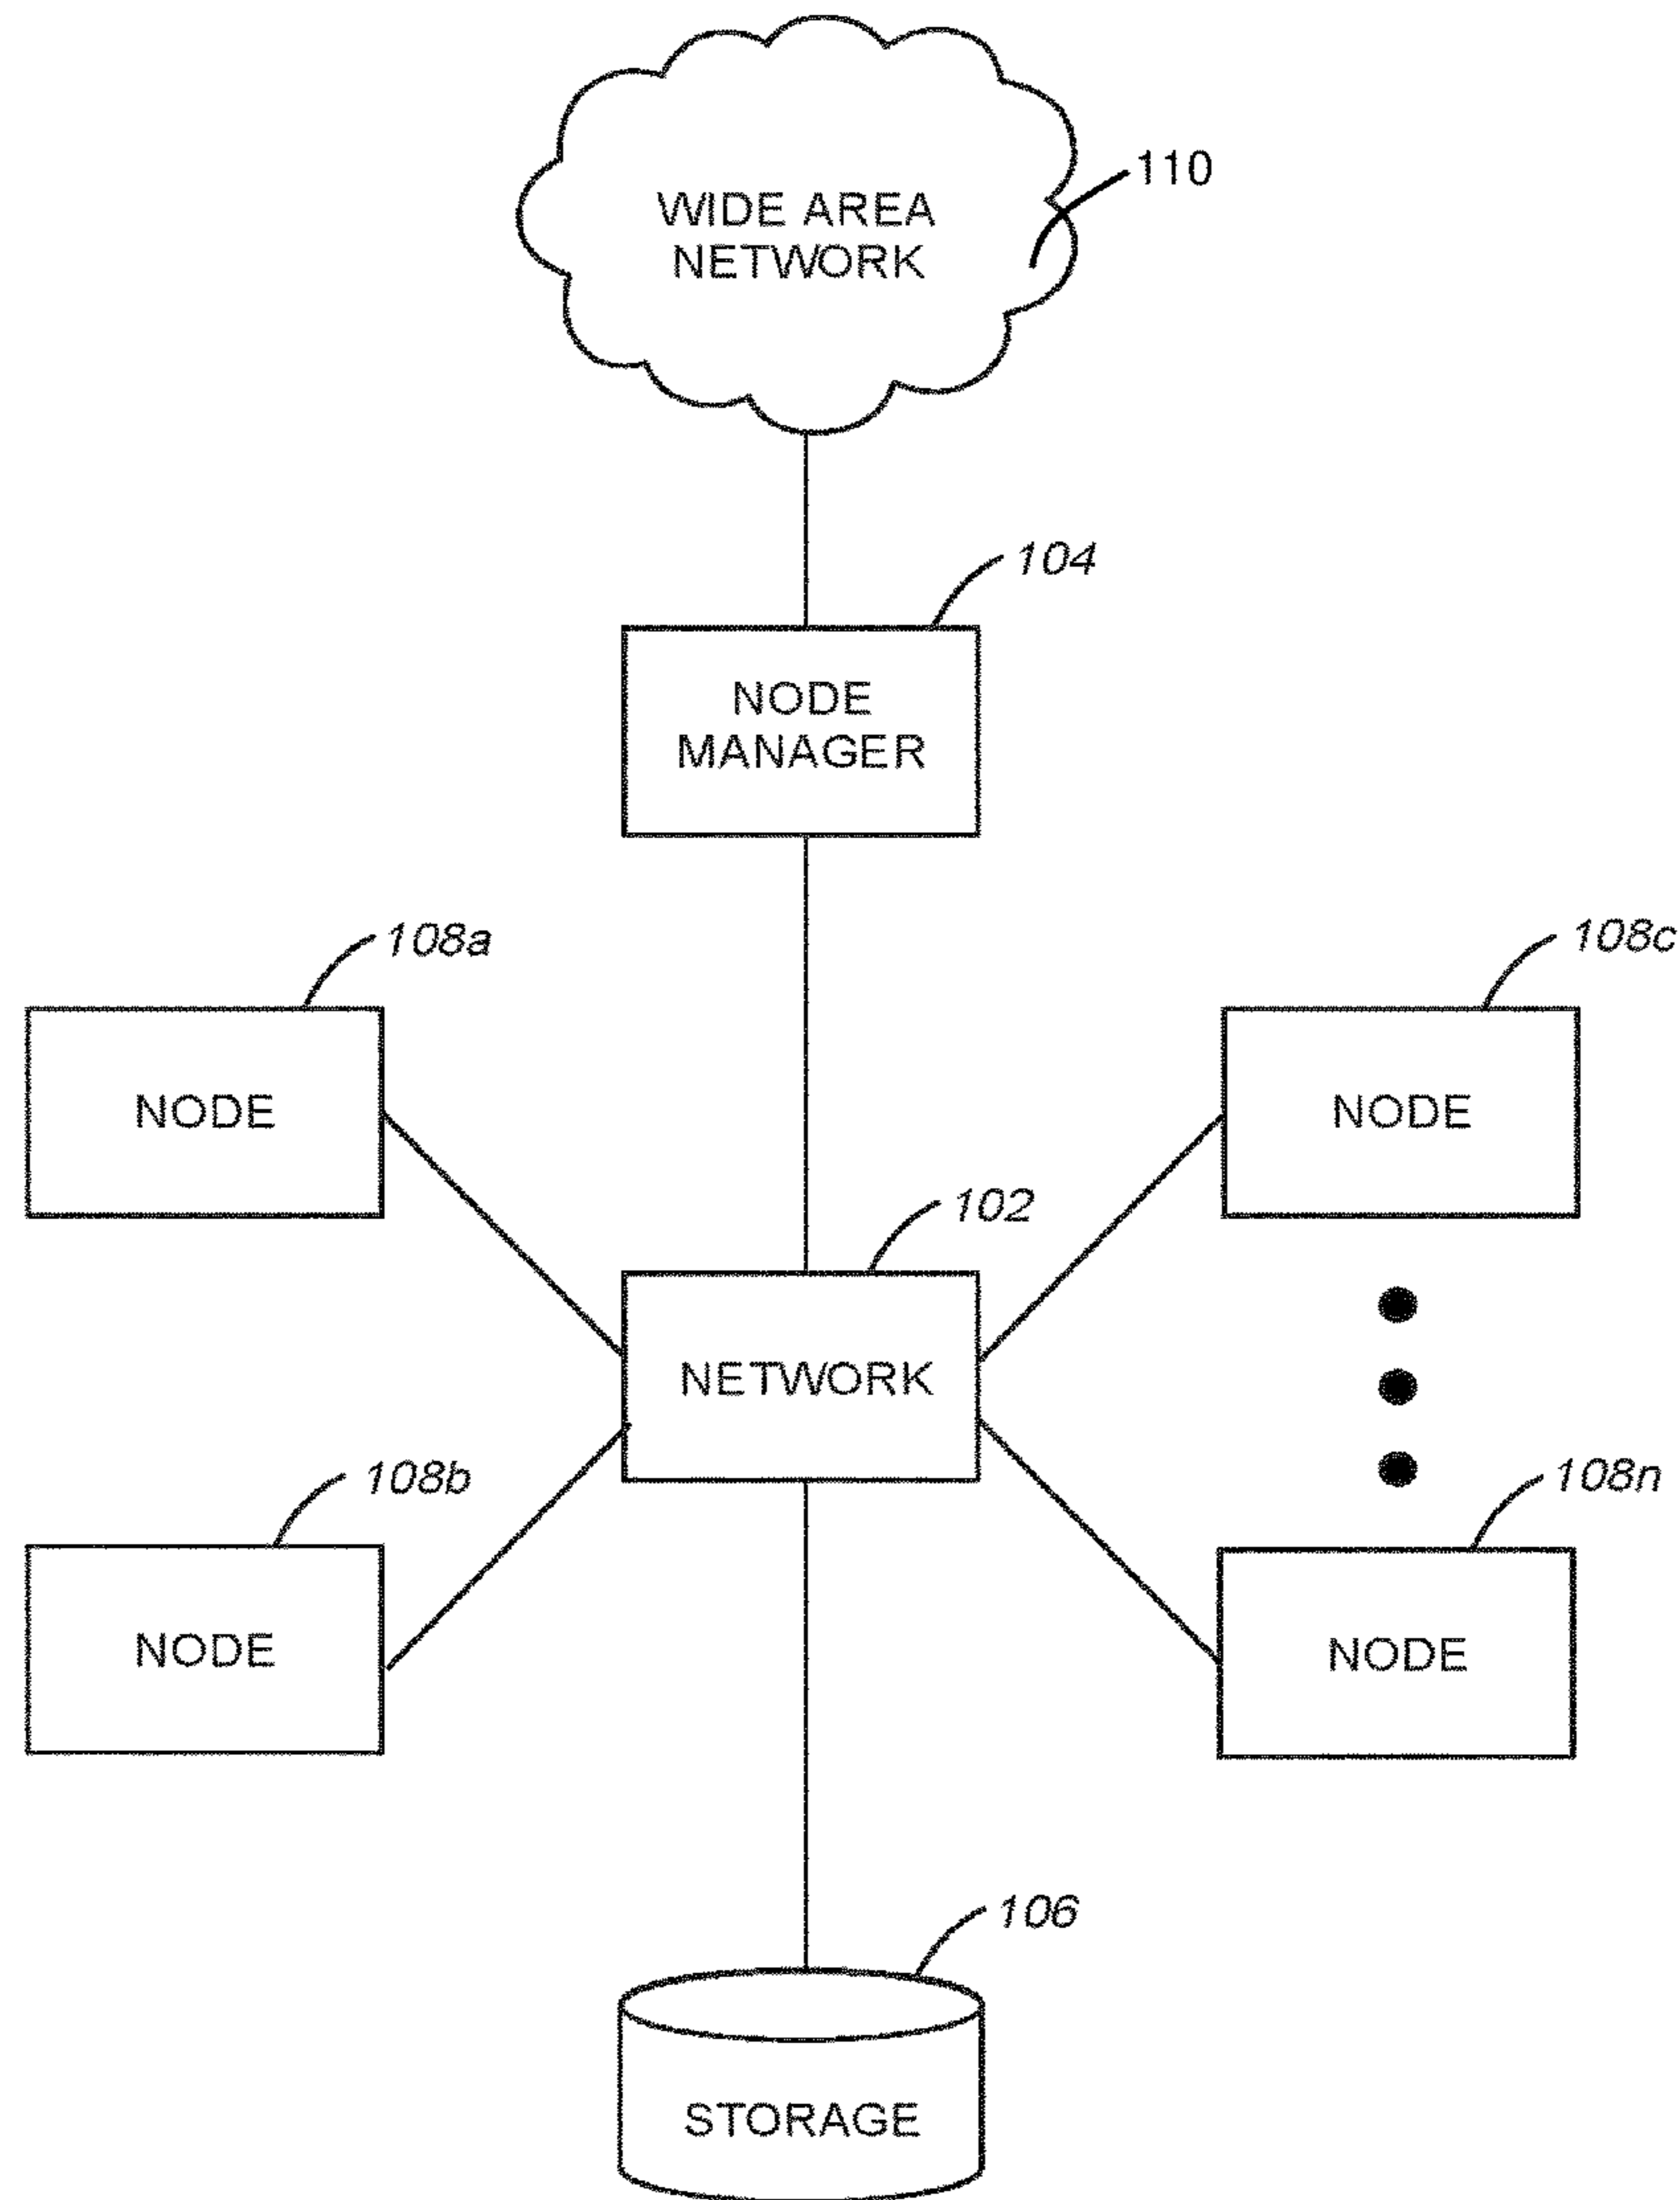 110
WIDE AREA
NETWORK
104
NODE
MANAGER
108a
108c
NODE
NODE
102
NETWORK
108b
108n
NODE
NODE
106
STORAGE